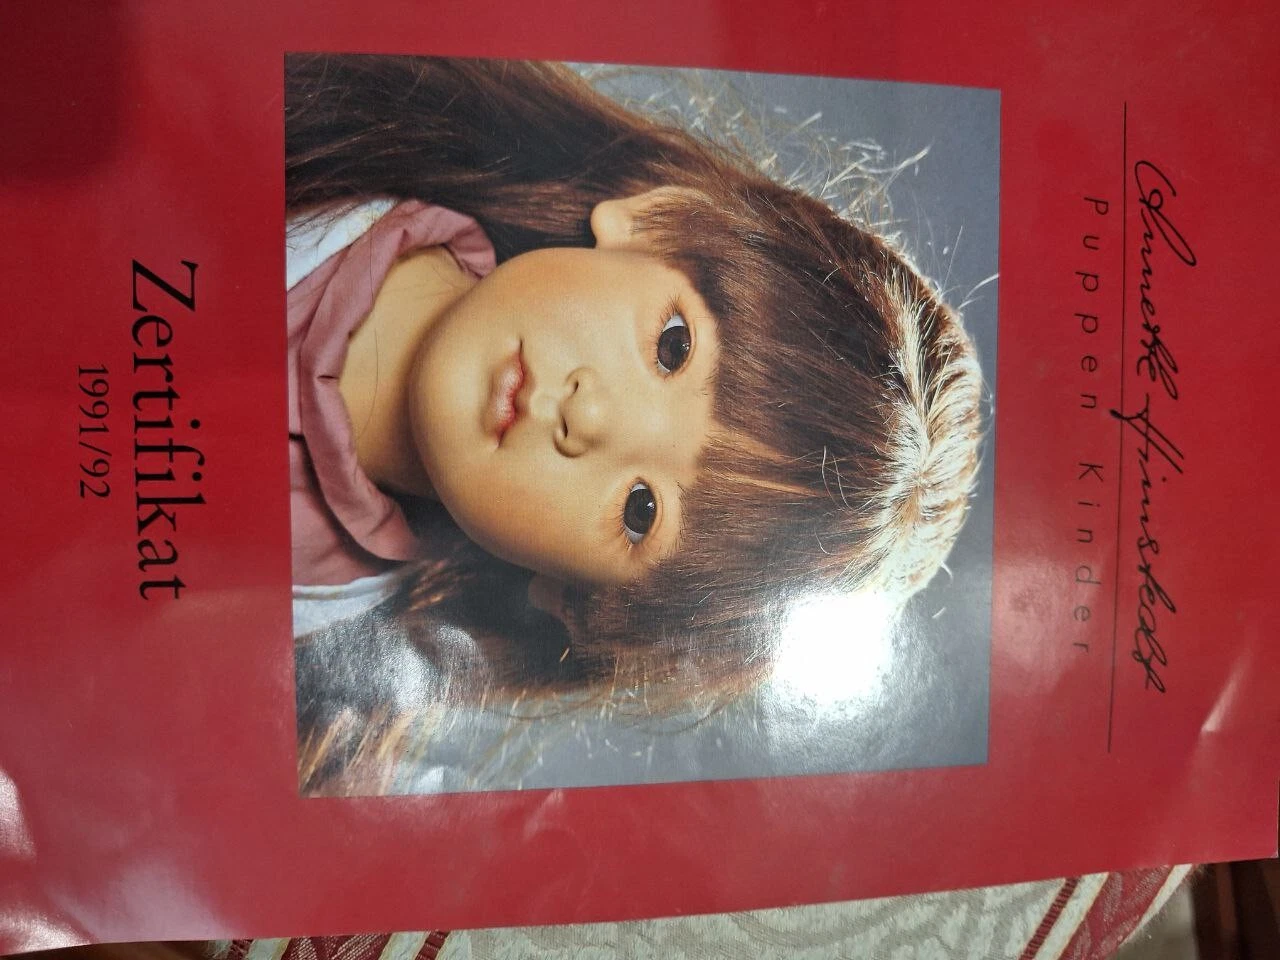 Annette Himstedt
Puppen Kinder
Zertifikat
1991/92